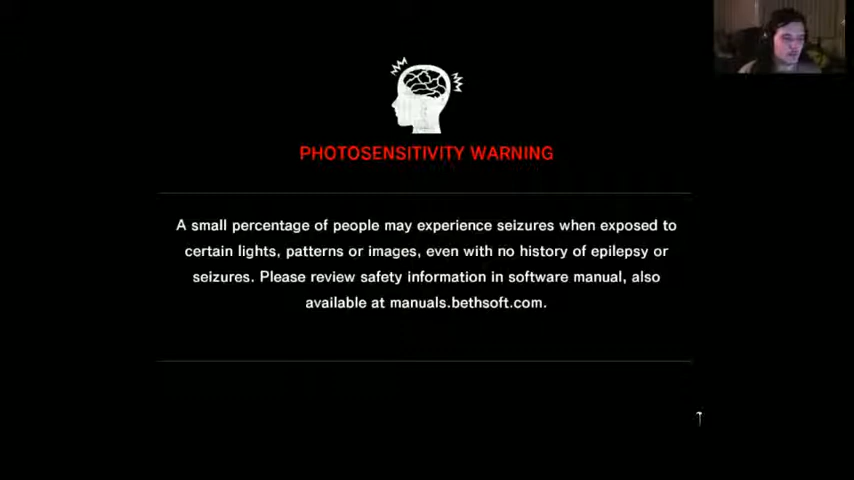 PHOTOSENSITIVITY WARNING
A small percentage of people may experience seizures when exposed to
certain lights, patterns or images, even with no history of epilepsy or
seizures. Please review safety information in software manual, also
available at manuals.bethsoft.com.